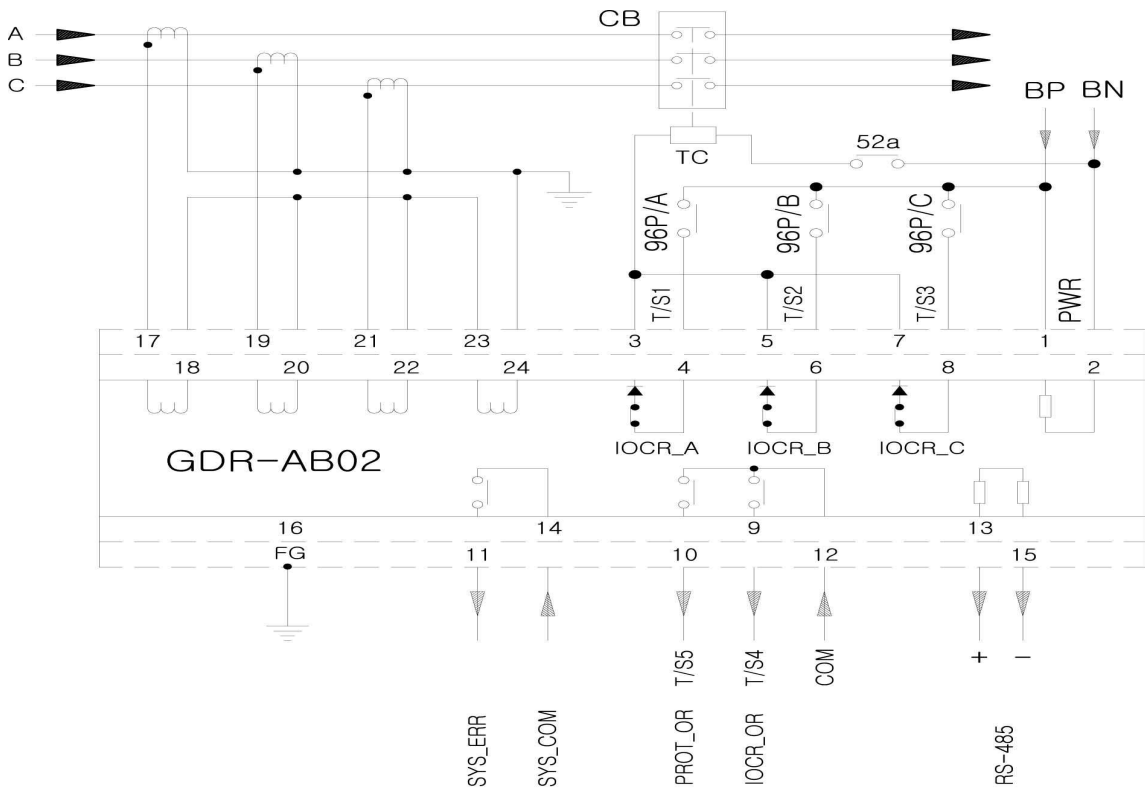 CB
A
B
C
BP BN
TC
52a
96P/A
96P/B
96P/C
T/S1
T/S2
T/S3
PWR
17 19 21 23 3 5 7 1
18 20 22 24 4 6 8 2
IOCR_A IOCR_B IOCR_C
GDR-AB02
16 14 9 13
FG 11 10 12 15
T/S5
T/S4
COM
+
-
SYS_ERR
SYS_COM
PROT_OR
IOCR_OR
RS-485